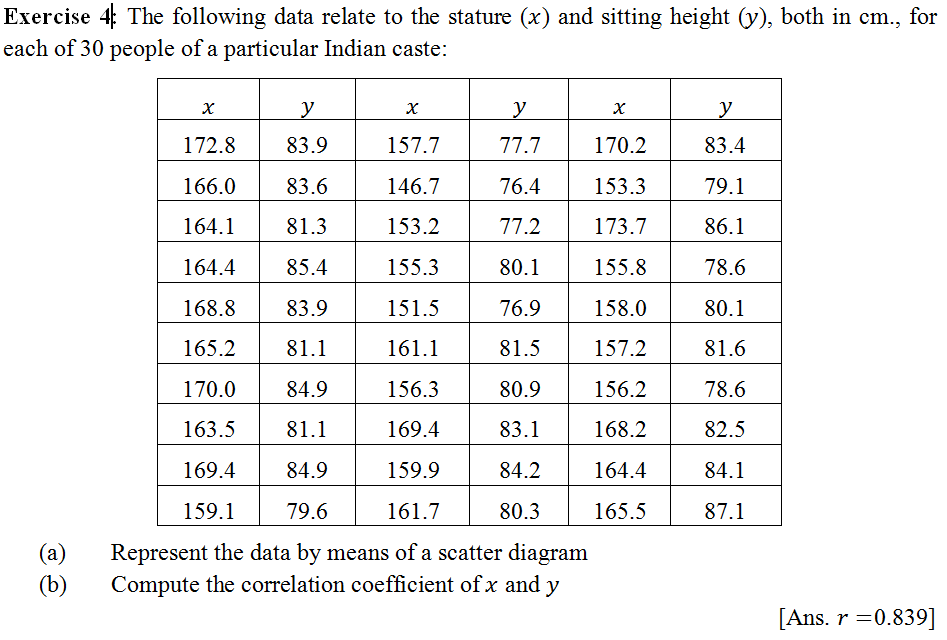 Exercise 4: The following data relate to the stature (x) and sitting height (y), both in cm., for
each of 30 people of a particular Indian caste:
x y x y x y
172.8 83.9 157.7 77.7 170.2 83.4
166.0 83.6 146.7 76.4 153.3 79.1
164.1 81.3 153.2 77.2 173.7 86.1
164.4 85.4 155.3 80.1 155.8 78.6
168.8 83.9 151.5 76.9 158.0 80.1
165.2 81.1 161.1 81.5 157.2 81.6
170.0 84.9 156.3 80.9 156.2 78.6
163.5 81.1 169.4 83.1 168.2 82.5
169.4 84.9 159.9 84.2 164.4 84.1
159.1 79.6 161.7 80.3 165.5 87.1
(a) Represent the data by means of a scatter diagram
(b) Compute the correlation coefficient of x and y
[Ans. r =0.839]